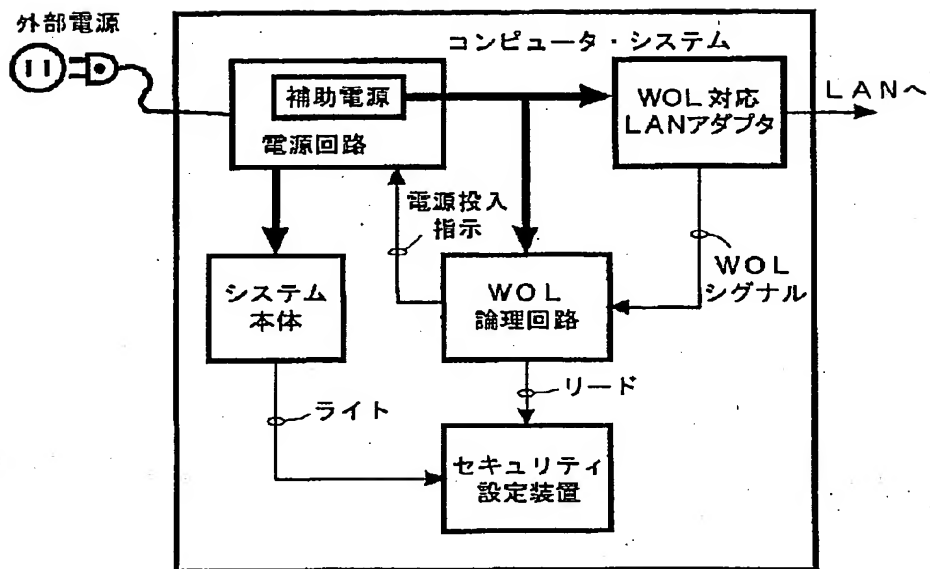 外部電源
コンピュータ・システム
補助電源
電源回路
WOL対応
LANアダプタ
LANへ
電源投入
指示
WOL
シグナル
システム
本体
WOL
論理回路
リード
ライト
セキュリティ
設定装置